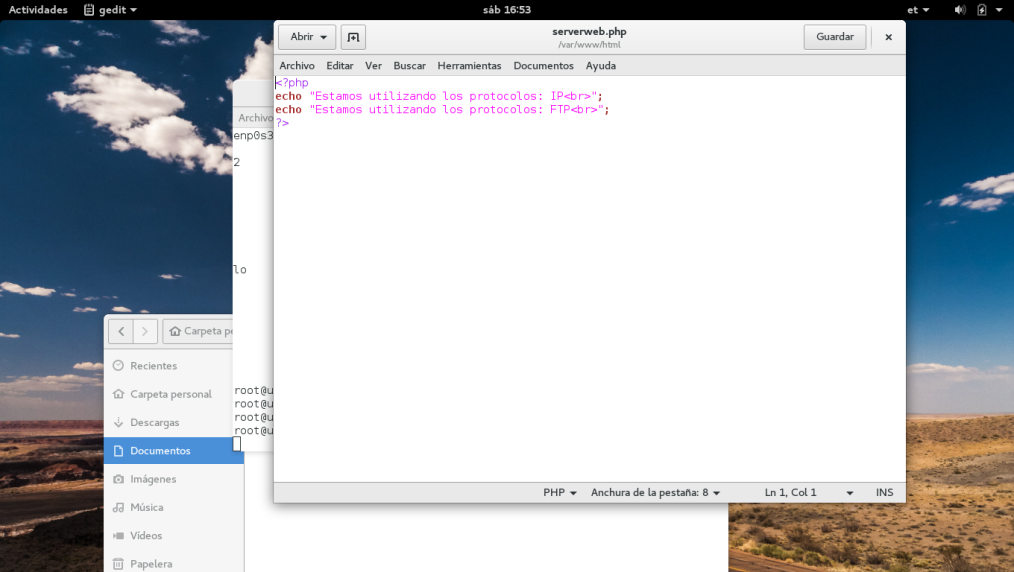 Actividades gedit sáb 16:53 et
Abrir serverweb.php Guardar
/var/www/html
Archivo Editar Ver Buscar Herramientas Documentos Ayuda
<?php
echo "Estamos utilizando los protocolos: IP<br>";
echo "Estamos utilizando los protocolos: FTP<br>";
?>
PHP Anchura de la pestaña: 8 Ln 1, Col 1 INS
Archivo
enp0s3
2
lo
root@u
root@u
root@u
root@u
Carpeta pe
Recientes
Carpeta personal
Descargas
Documentos
Imágenes
Música
Vídeos
Papelera